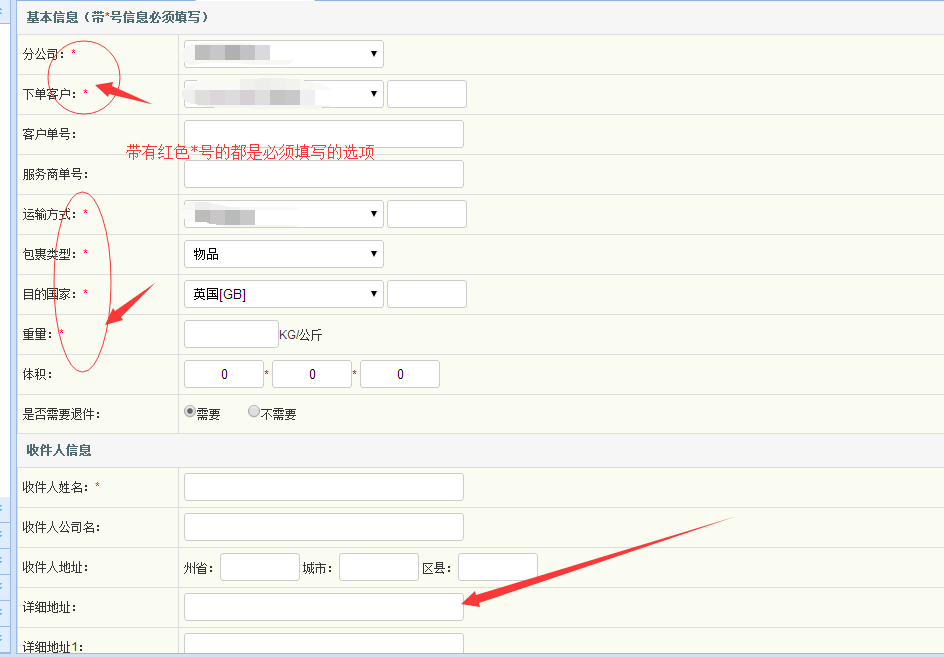 基本信息（带*号信息必须填写）
分公司： *
下单客户： *
客户单号：
带有红色*号的都是必须填写的选项
服务商单号：
运输方式： *
包裹类型： * 物品
目的国家： * 英国[GB]
重量： * KG/公斤
体积： 0 * 0 * 0
是否需要退件： 需要 不需要
收件人信息
收件人姓名： *
收件人公司名：
收件人地址： 州省： 城市： 区县：
详细地址：
详细地址1：